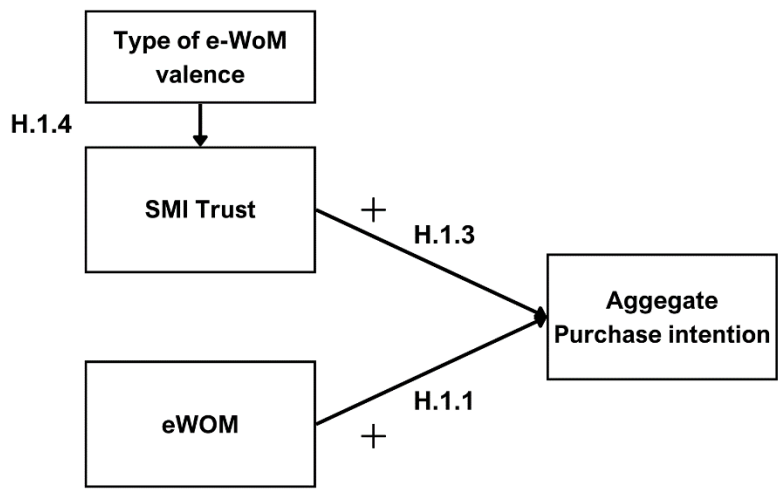 Type of e-WoM
valence
H.1.4
SMI Trust
+
H.1.3
Aggegate
Purchase intention
H.1.1
eWOM
+